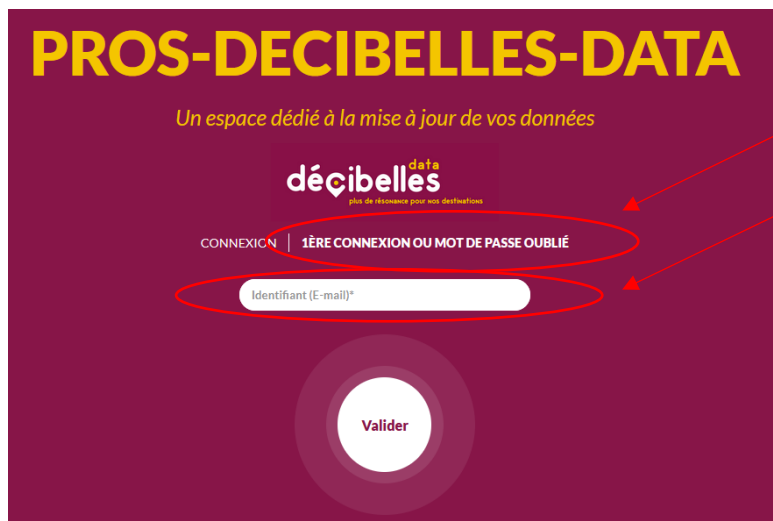 PROS-DECIBELLES-DATA
Un espace dédié à la mise à jour de vos données
data
décibelles
plus de résonance pour nos destinations
CONNEXION | 1ÈRE CONNEXION OU MOT DE PASSE OUBLIÉ
Identifiant (E-mail)*
Valider